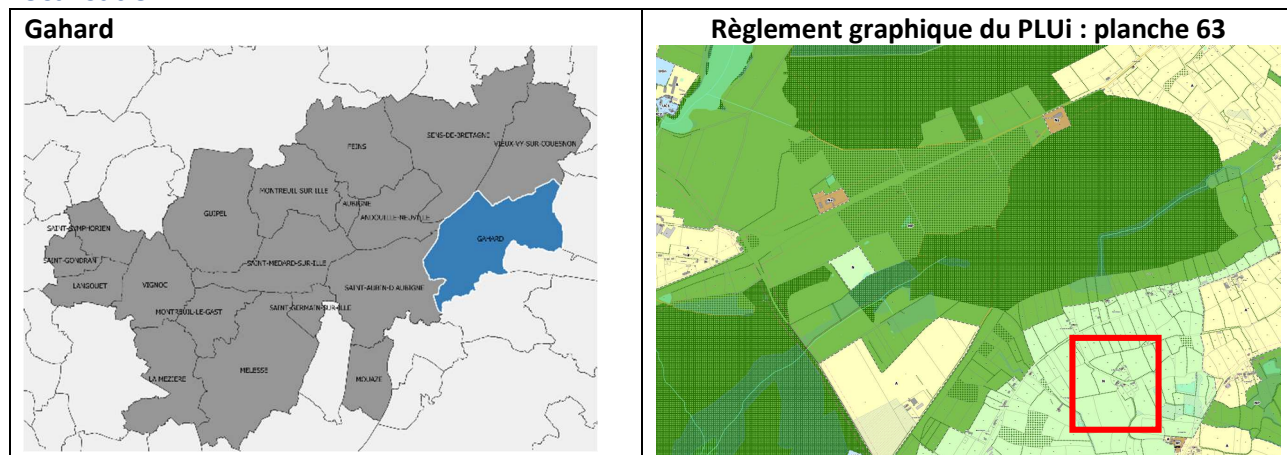 Gahard
Règlement graphique du PLUi : planche 63
SENS-DE-BRETAGNE
VIEUX-VY-SUR-COUESNON
FEINS
MONTREUIL-SUR-ILLE
AUBIGNE
ANDOUILLE-NEUVILLE
GUIPEL
GAHARD
SAINT-SYMPHORIEN
SAINT-GONDRAN
SAINT-MEDARD-SUR-ILLE
LANGOUET
VIGNOC
SAINT-AUBIN-D'AUBIGNE
MONTREUIL-LE-GAST
SAINT-GERMAIN-SUR-ILLE
LA MEZIERE
MELESSE
MOUAZE